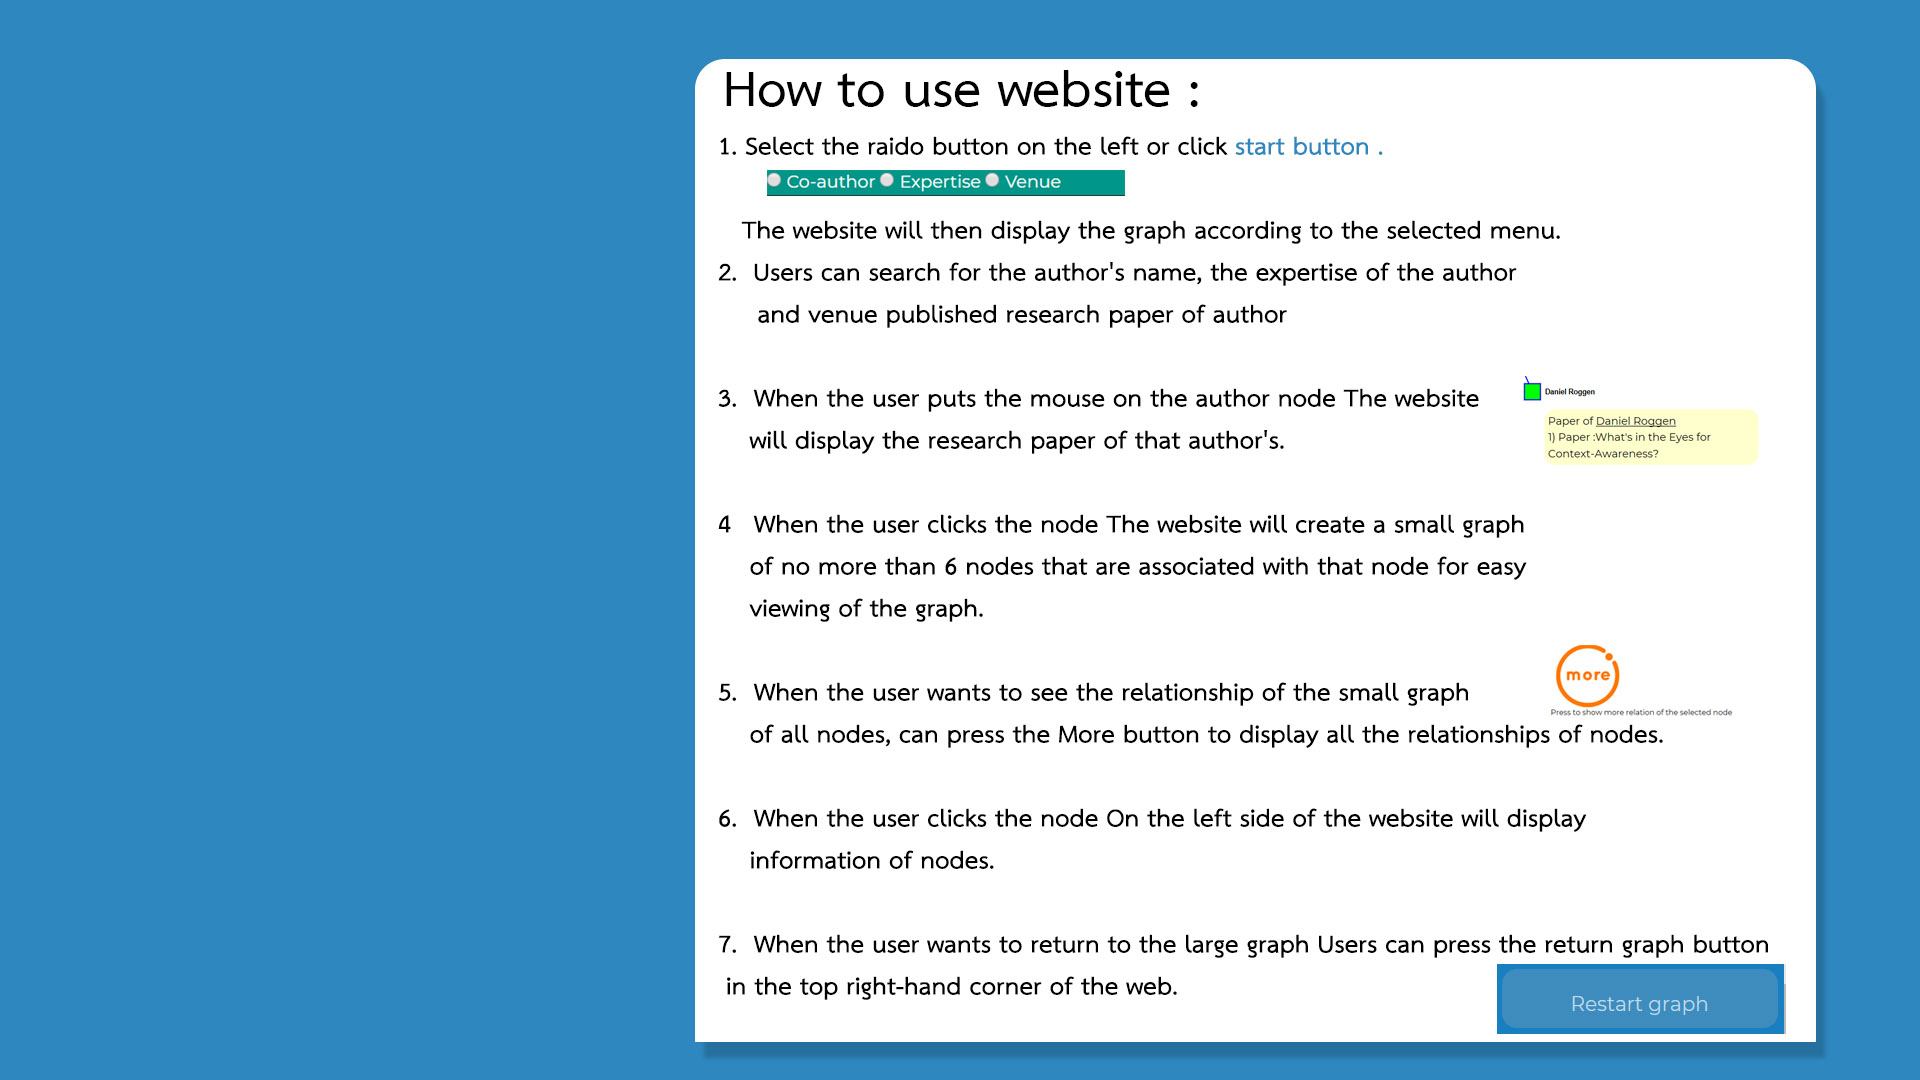 How to use website :
1. Select the raido button on the left or click start button .
Co-author Expertise Venue
The website will then display the graph according to the selected menu.
2. Users can search for the author's name, the expertise of the author
and venue published research paper of author
3. When the user puts the mouse on the author node The website
will display the research paper of that author's.
Daniel Roggen
Paper of Daniel Roggen
1) Paper :What's in the Eyes for
Context-Awareness?
4 When the user clicks the node The website will create a small graph
of no more than 6 nodes that are associated with that node for easy
viewing of the graph.
5. When the user wants to see the relationship of the small graph
more
Press to show more relation of the selected node
of all nodes, can press the More button to display all the relationships of nodes.
6. When the user clicks the node On the left side of the website will display
information of nodes.
7. When the user wants to return to the large graph Users can press the return graph button
in the top right-hand corner of the web.
Restart graph